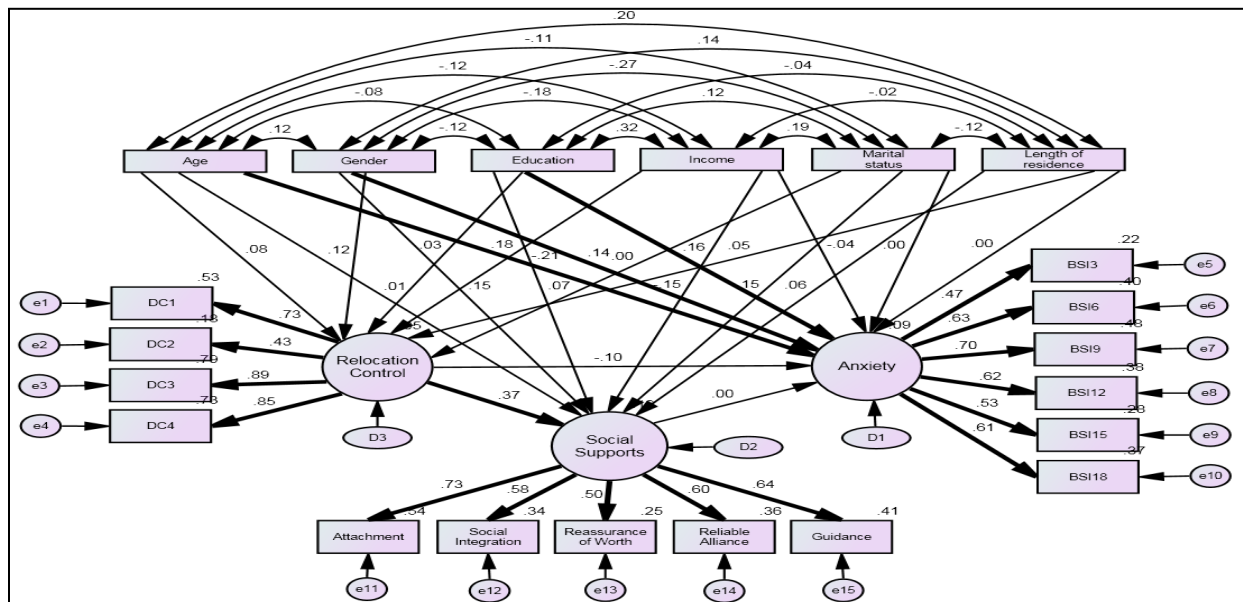 .20
-.11
.14
-.12
-.27
-.04
-.08
-.18
.12
-.02
.12
-.12
.32
.19
-.12
Age
Gender
Education
Income
Marital
status
Length of
residence
.08
.12
.03
.18
-.21
.14
.00
.16
.05
-.04
.00
.00
.01
.15
.07
-.15
.15
.06
.09
.53
.73
e1
DC1
.18
.43
e2
DC2
.79
.89
e3
DC3
.73
.85
e4
DC4
Relocation
Control
D3
-.10
.37
.00
Social
Supports
D2
Anxiety
D1
.22
.47
BSI3
e5
.40
.63
BSI6
e6
.48
.70
BSI9
e7
.38
.62
BSI12
e8
.28
.53
BSI15
e9
.37
.61
BSI18
e10
.73
.58
.50
.60
.64
.54
.34
.25
.36
.41
Attachment
Social
Integration
Reassurance
of Worth
Reliable
Alliance
Guidance
e11
e12
e13
e14
e15